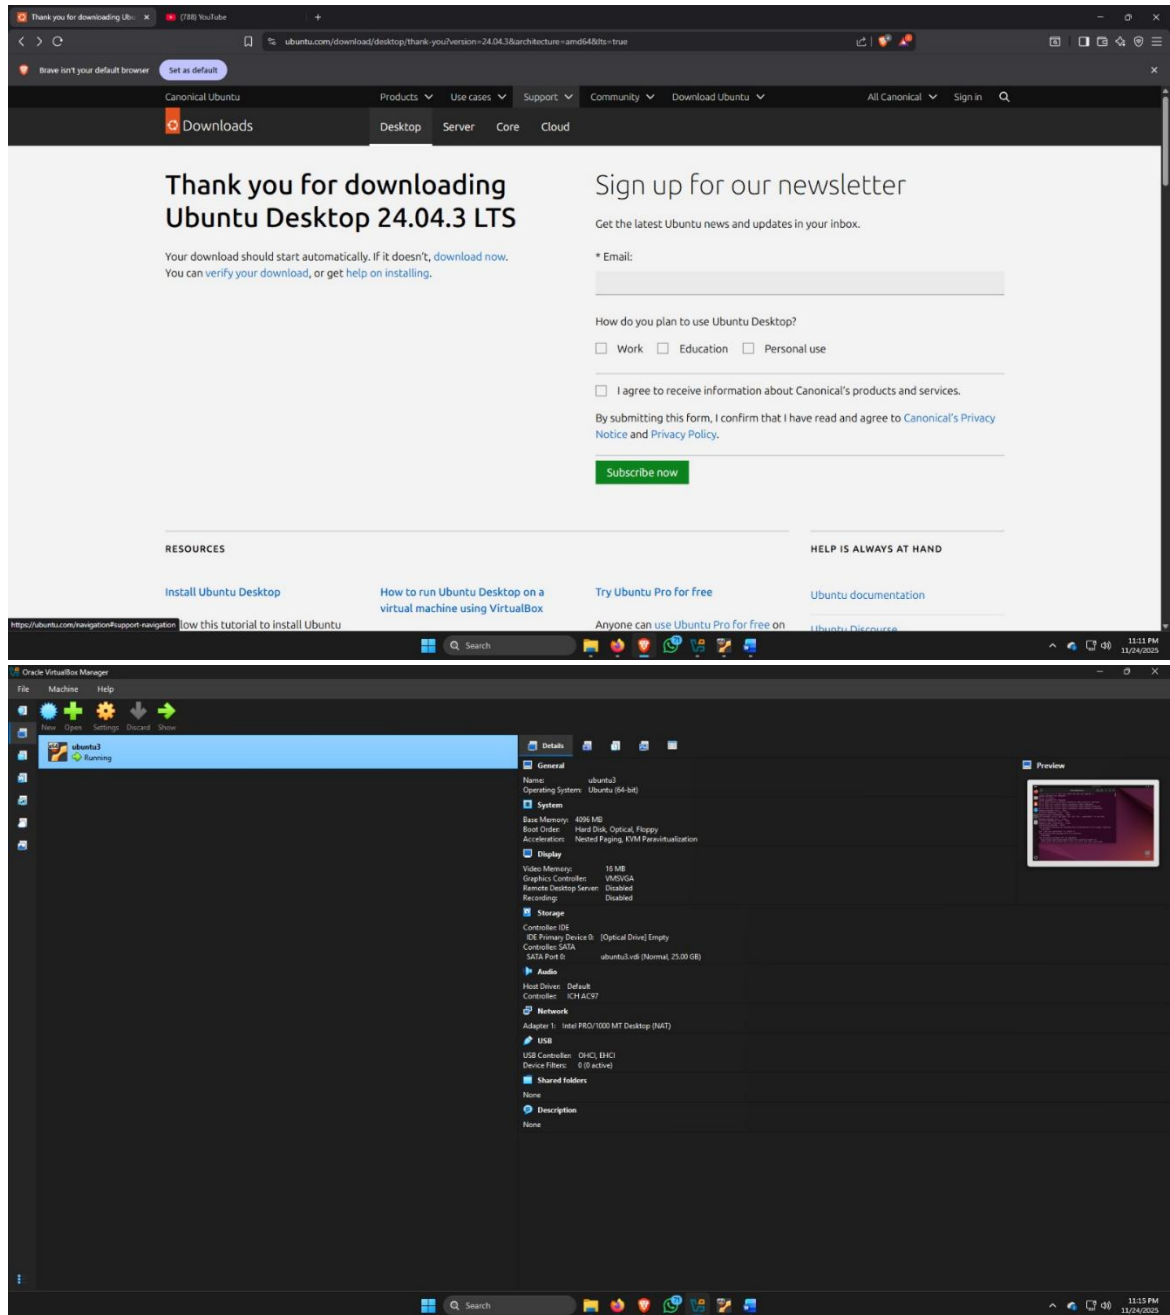 Thank you for downloading Ubu
(788) YouTube
ubuntu.com/download/desktop/thank-you?version=24.04.3&architecture=amd64&lts=true
Brave isn't your default browser Set as default
Canonical Ubuntu Products Use cases Support Community Download Ubuntu All Canonical Sign in
Downloads Desktop Server Core Cloud
Thank you for downloading
Ubuntu Desktop 24.04.3 LTS
Your download should start automatically. If it doesn't, download now.
You can verify your download, or get help on installing.
Sign up for our newsletter
Get the latest Ubuntu news and updates in your inbox.
* Email:
How do you plan to use Ubuntu Desktop?
Work Education Personal use
I agree to receive information about Canonical's products and services.
By submitting this form, I confirm that I have read and agree to Canonical's Privacy
Notice and Privacy Policy.
Subscribe now
RESOURCES
HELP IS ALWAYS AT HAND
Install Ubuntu Desktop
low this tutorial to install Ubuntu
How to run Ubuntu Desktop on a
virtual machine using VirtualBox
Try Ubuntu Pro for free
Anyone can use Ubuntu Pro for free on
Ubuntu documentation
Ubuntu Discourse
https://ubuntu.com/navigation#support-navigation
Search
11:11 PM
11/24/2025
Oracle VirtualBox Manager
File Machine Help
New Open Settings Discard Show
ubuntu3
Running
Details
General
Name: ubuntu3
Operating System: Ubuntu (64-bit)
System
Base Memory: 4096 MB
Boot Order: Hard Disk, Optical, Floppy
Acceleration: Nested Paging, KVM Paravirtualization
Display
Video Memory: 16 MB
Graphics Controller: VMSVGA
Remote Desktop Server: Disabled
Recording: Disabled
Storage
Controller: IDE
IDE Primary Device 0: [Optical Drive] Empty
Controller: SATA
SATA Port 0: ubuntu3.vdi (Normal, 25.00 GB)
Audio
Host Driver: Default
Controller: ICH AC97
Network
Adapter 1: Intel PRO/1000 MT Desktop (NAT)
USB
USB Controller: OHCI, EHCI
Device Filters: 0 (0 active)
Shared folders
None
Description
None
Preview
Search
11:15 PM
11/24/2025